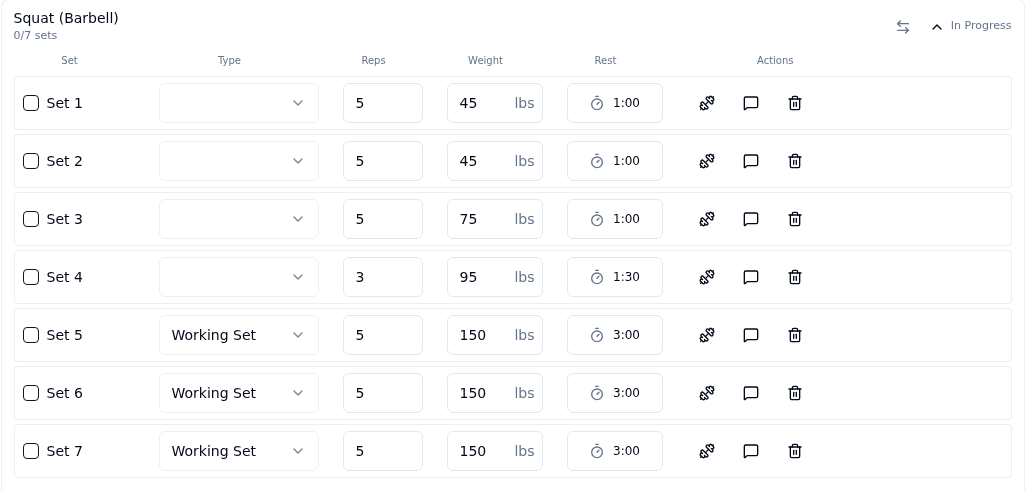 Squat (Barbell)
0/7 sets
In Progress
Set Type Reps Weight Rest Actions
Set 1 5 45 lbs 1:00
Set 2 5 45 lbs 1:00
Set 3 5 75 lbs 1:00
Set 4 3 95 lbs 1:30
Set 5 Working Set 5 150 lbs 3:00
Set 6 Working Set 5 150 lbs 3:00
Set 7 Working Set 5 150 lbs 3:00